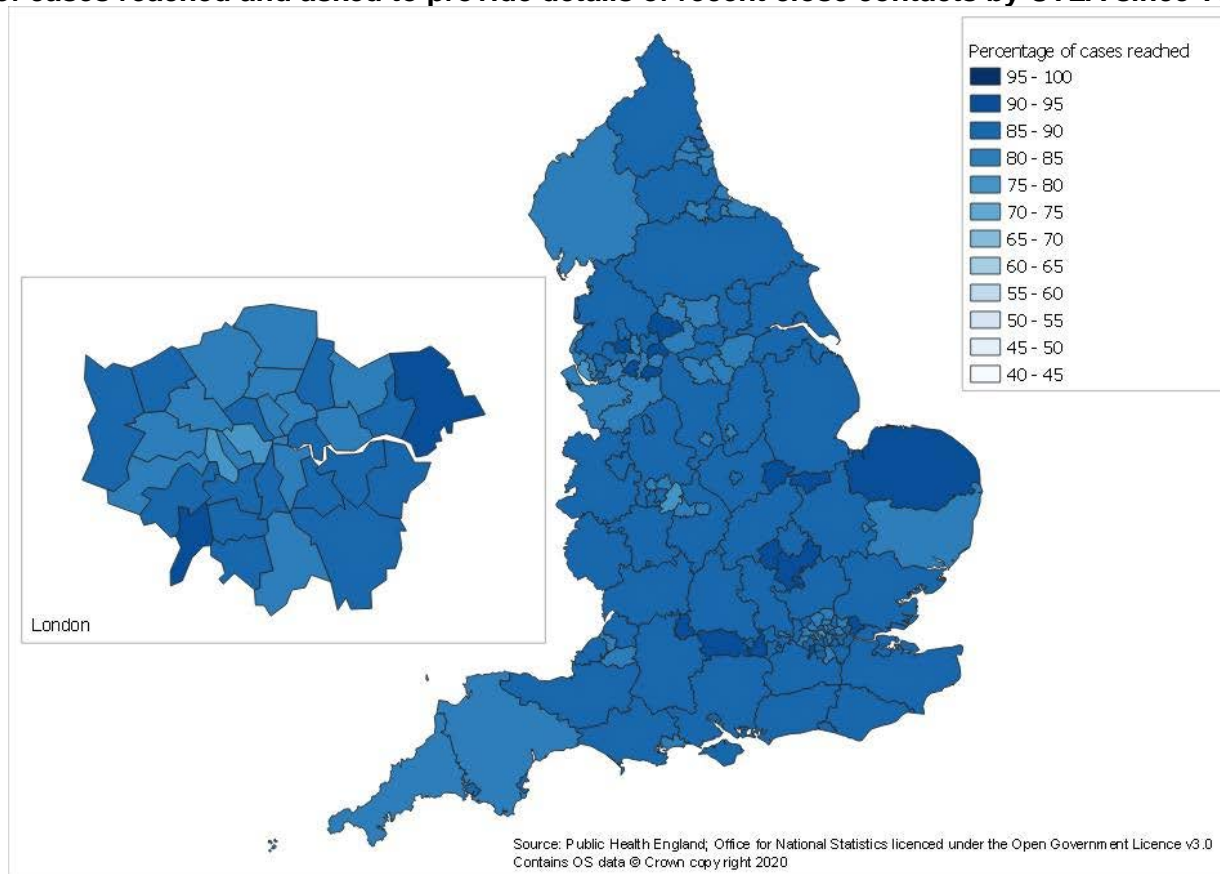 of cases reached and asked to provide details of recent close contacts by UTLA since
Percentage of cases reached
95 - 100
90 - 95
85 - 90
80 - 85
75 - 80
70 - 75
65 - 70
60 - 65
55 - 60
50 - 55
45 - 50
40 - 45
London
Source: Public Health England; Office for National Statistics licenced under the Open Government Licence v3.0
Contains OS data © Crown copyright 2020